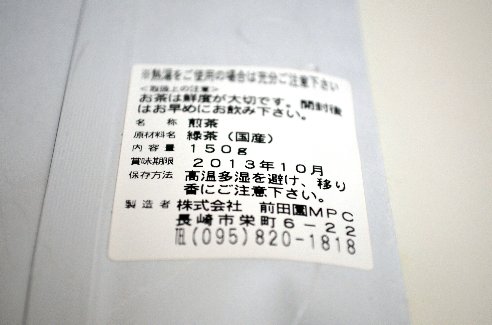 ※熱湯をご使用の場合は充分ご注意下さい
<取扱上の注意>
お茶は鮮度が大切です。開封後
はお早めにお飲み下さい。
名 称 煎茶
原材料名 緑茶（国産）
内容量 150g
賞味期限 2013年10月
保存方法 高温多湿を避け、移り
香にご注意下さい。
製造者 株式会社 前田園MPC
長崎市栄町6-22
TEL(095)820-1818